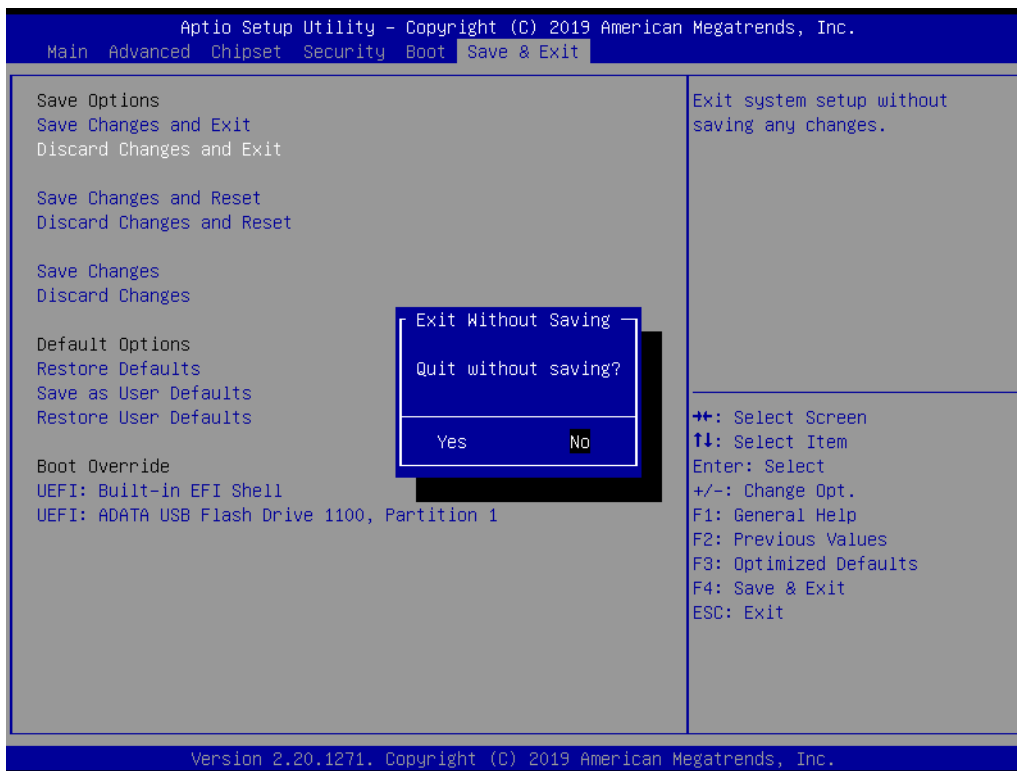 Aptio Setup Utility – Copyright (C) 2019 American Megatrends, Inc.
Main Advanced Chipset Security Boot Save & Exit
Save Options
Save Changes and Exit
Discard Changes and Exit
Save Changes and Reset
Discard Changes and Reset
Save Changes
Discard Changes
Default Options
Restore Defaults
Save as User Defaults
Restore User Defaults
Boot Override
UEFI: Built-in EFI Shell
UEFI: ADATA USB Flash Drive 1100, Partition 1
Exit Without Saving
Quit without saving?
Yes No
Exit system setup without
saving any changes.
→←: Select Screen
↑↓: Select Item
Enter: Select
+/-: Change Opt.
F1: General Help
F2: Previous Values
F3: Optimized Defaults
F4: Save & Exit
ESC: Exit
Version 2.20.1271. Copyright (C) 2019 American Megatrends, Inc.